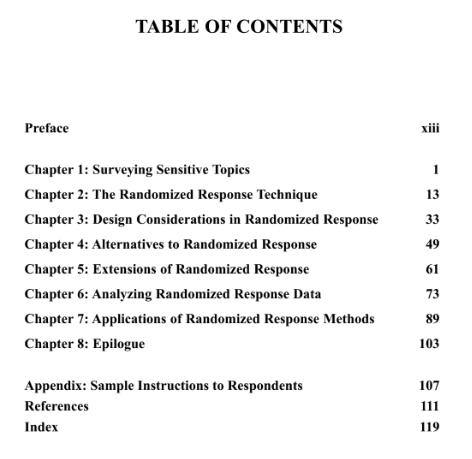 TABLE OF CONTENTS
Preface xiii
Chapter 1: Surveying Sensitive Topics 1
Chapter 2: The Randomized Response Technique 13
Chapter 3: Design Considerations in Randomized Response 33
Chapter 4: Alternatives to Randomized Response 49
Chapter 5: Extensions of Randomized Response 61
Chapter 6: Analyzing Randomized Response Data 73
Chapter 7: Applications of Randomized Response Methods 89
Chapter 8: Epilogue 103
Appendix: Sample Instructions to Respondents 107
References 111
Index 119